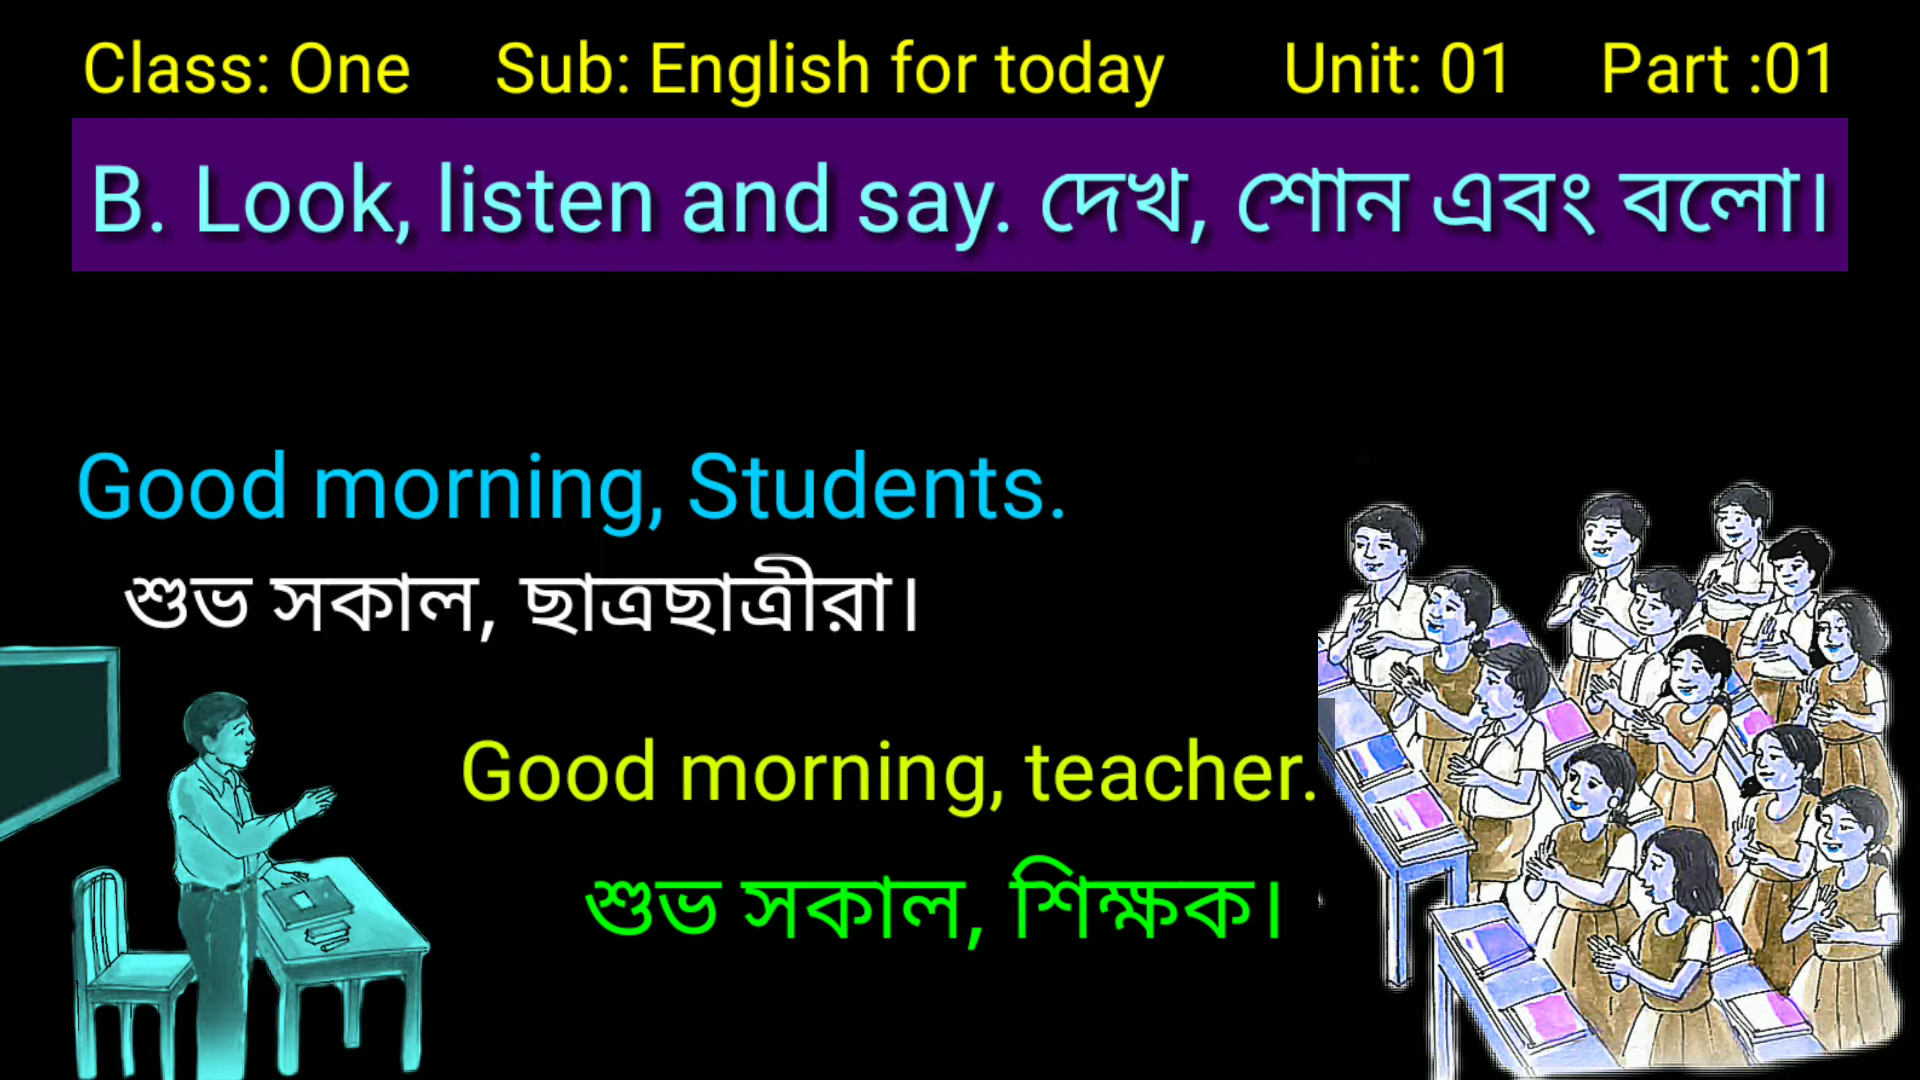 Class: One Sub: English for today Unit: 01 Part :01
B. Look, listen and say. দেখ, শোন এবং বলো।
Good morning, Students.
শুভ সকাল, ছাত্রছাত্রীরা।
Good morning, teacher.
শুভ সকাল, শিক্ষক।